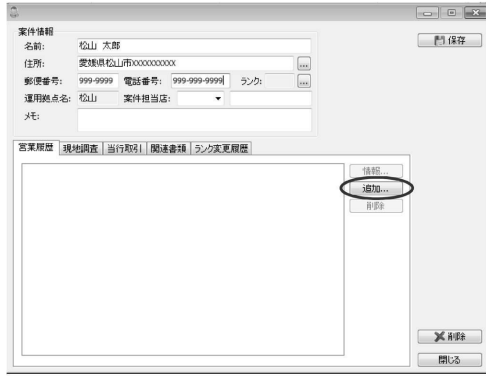 案件情報
保存
名前: 松山 太郎
住所: 愛媛県松山市xxxxxxxxxx ...
郵便番号: 999-9999 電話番号: 999-999-9999 ランク: ...
運用拠点名: 松山 案件担当店:
メモ:
営業履歴 現地調査 当行取引 関連書類 ランク変更履歴
情報...
追加...
削除
削除
閉じる